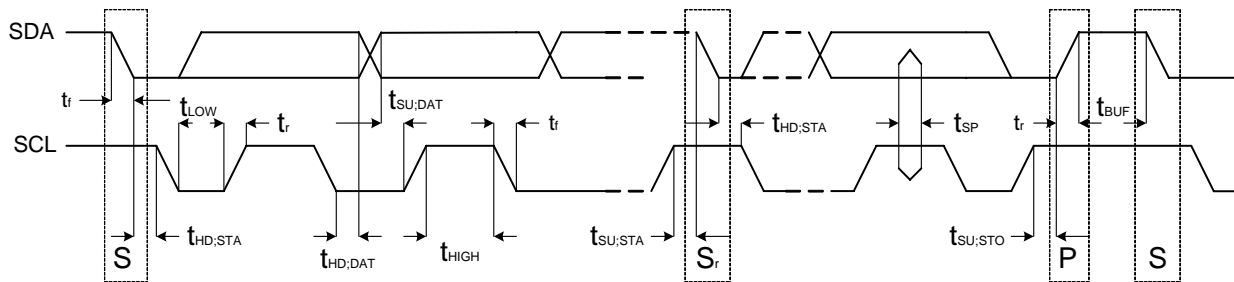 SDA
tf
tLOW
tr
tSU;DAT
tf
tHD;STA
tSP
tr
tBUF
SCL
tHD;STA
tHD;DAT
tHIGH
tSU;STA
tSU;STO
S
Sr
P
S